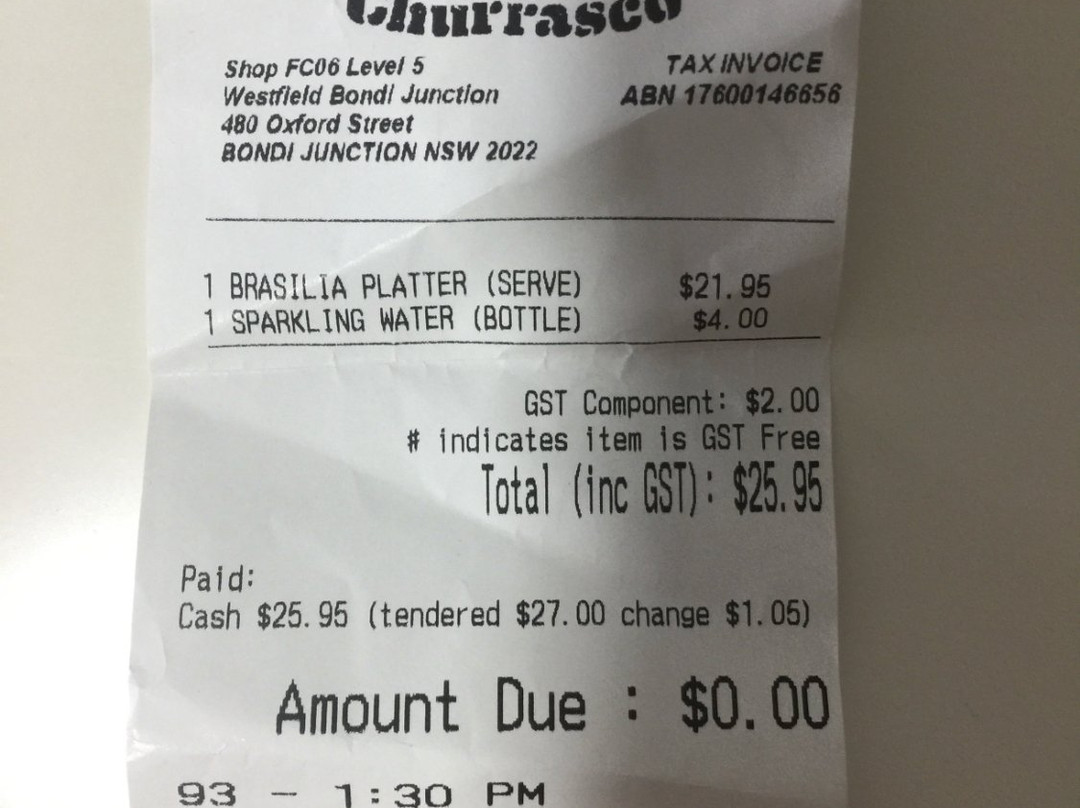 Churrasco
Shop FC06 Level 5
Westfield Bondi Junction
480 Oxford Street
BONDI JUNCTION NSW 2022
TAX INVOICE
ABN 17600146656
1 BRASILIA PLATTER (SERVE) $21.95
1 SPARKLING WATER (BOTTLE) $4.00
GST Component: $2.00
# indicates item is GST Free
Total (inc GST): $25.95
Paid:
Cash $25.95 (tendered $27.00 change $1.05)
Amount Due : $0.00
93 - 1:30 PM